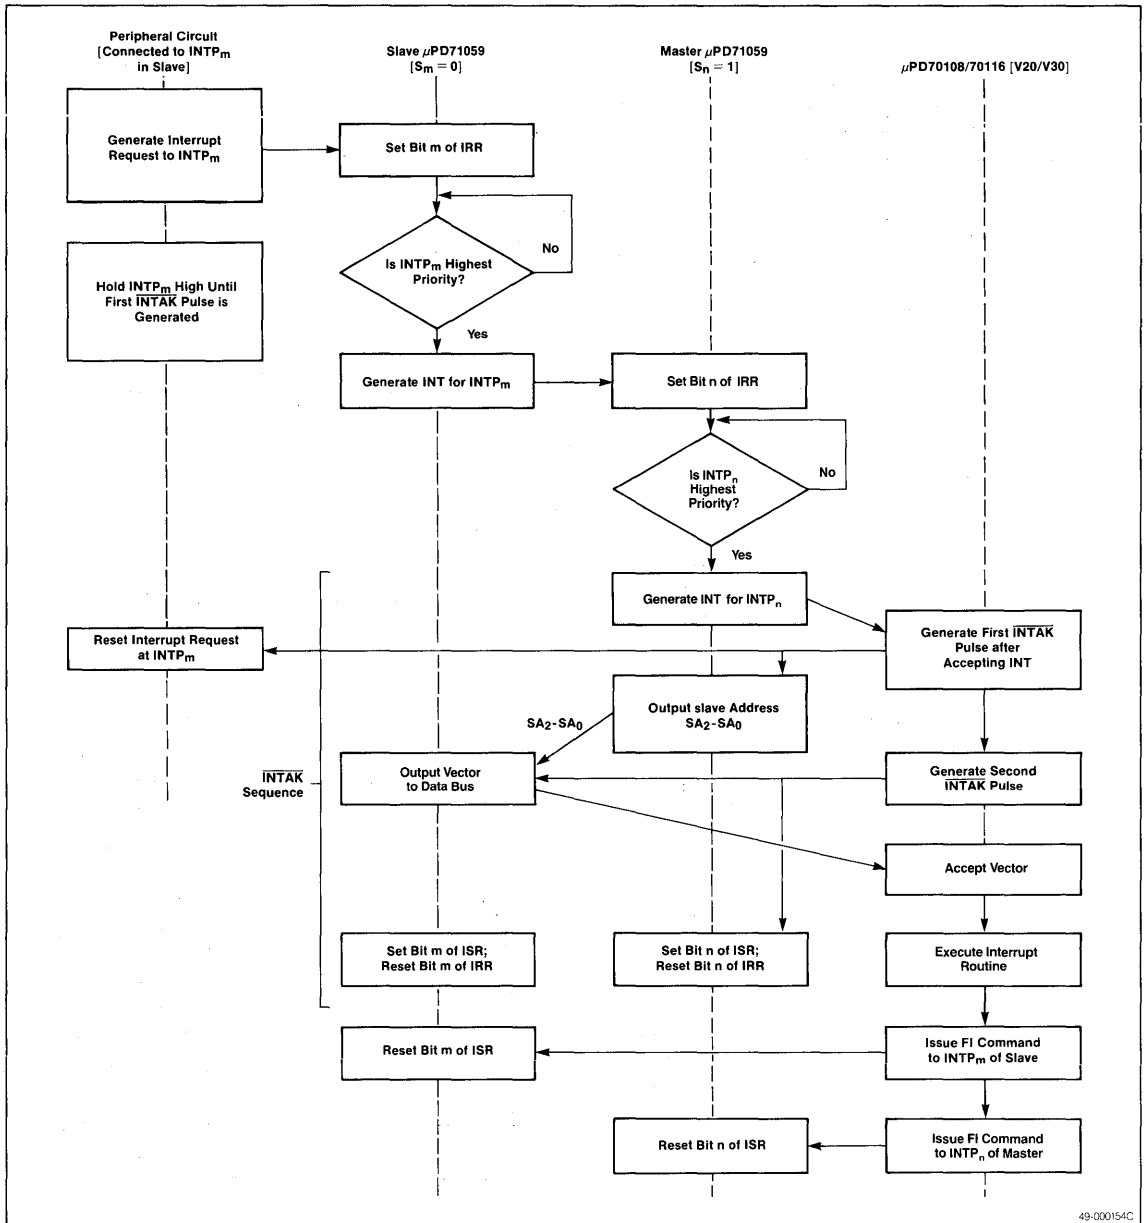 Peripheral Circuit
[Connected to INTPm
in Slave]
Slave µPD71059
[Sm = 0]
Master µPD71059
[Sn = 1]
µPD70108/70116 [V20/V30]
Generate Interrupt
Request to INTPm
Set Bit m of IRR
Hold INTPm High Until
First INTAK Pulse is
Generated
Is INTPm Highest
Priority?
No
Yes
Generate INT for INTPm
Set Bit n of IRR
Is INTPn
Highest
Priority?
No
Yes
Generate INT for INTPn
Generate First INTAK
Pulse after
Accepting INT
Reset Interrupt Request
at INTPm
Output slave Address
SA2-SA0
SA2-SA0
INTAK
Sequence
Output Vector
to Data Bus
Generate Second
INTAK Pulse
Accept Vector
Set Bit m of ISR;
Reset Bit m of IRR
Set Bit n of ISR;
Reset Bit n of IRR
Execute Interrupt
Routine
Reset Bit m of ISR
Issue FI Command
to INTPm of Slave
Reset Bit n of ISR
Issue FI Command
to INTPn of Master
49-000154C